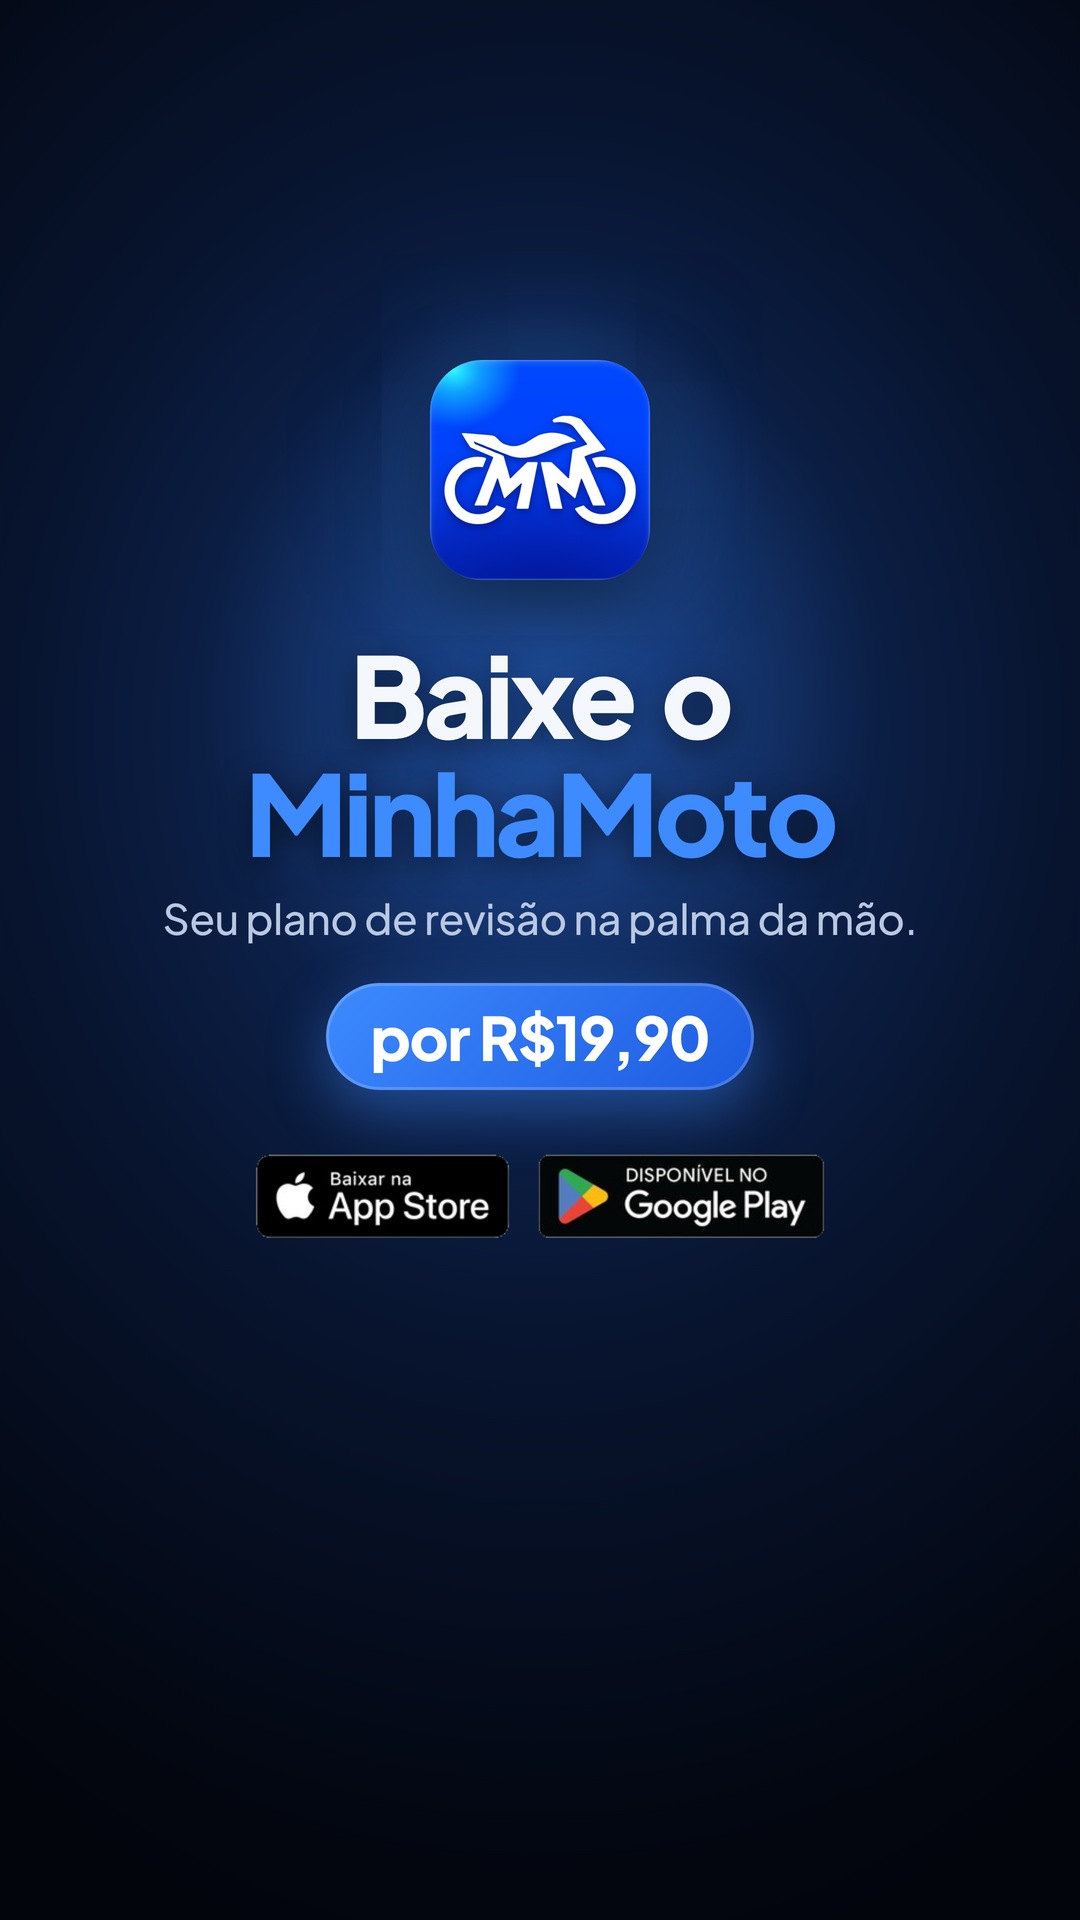 MM
Baixe o
MinhaMoto
Seu plano de revisão na palma da mão.
por R$19,90
Baixar na
App Store
DISPONÍVEL NO
Google Play